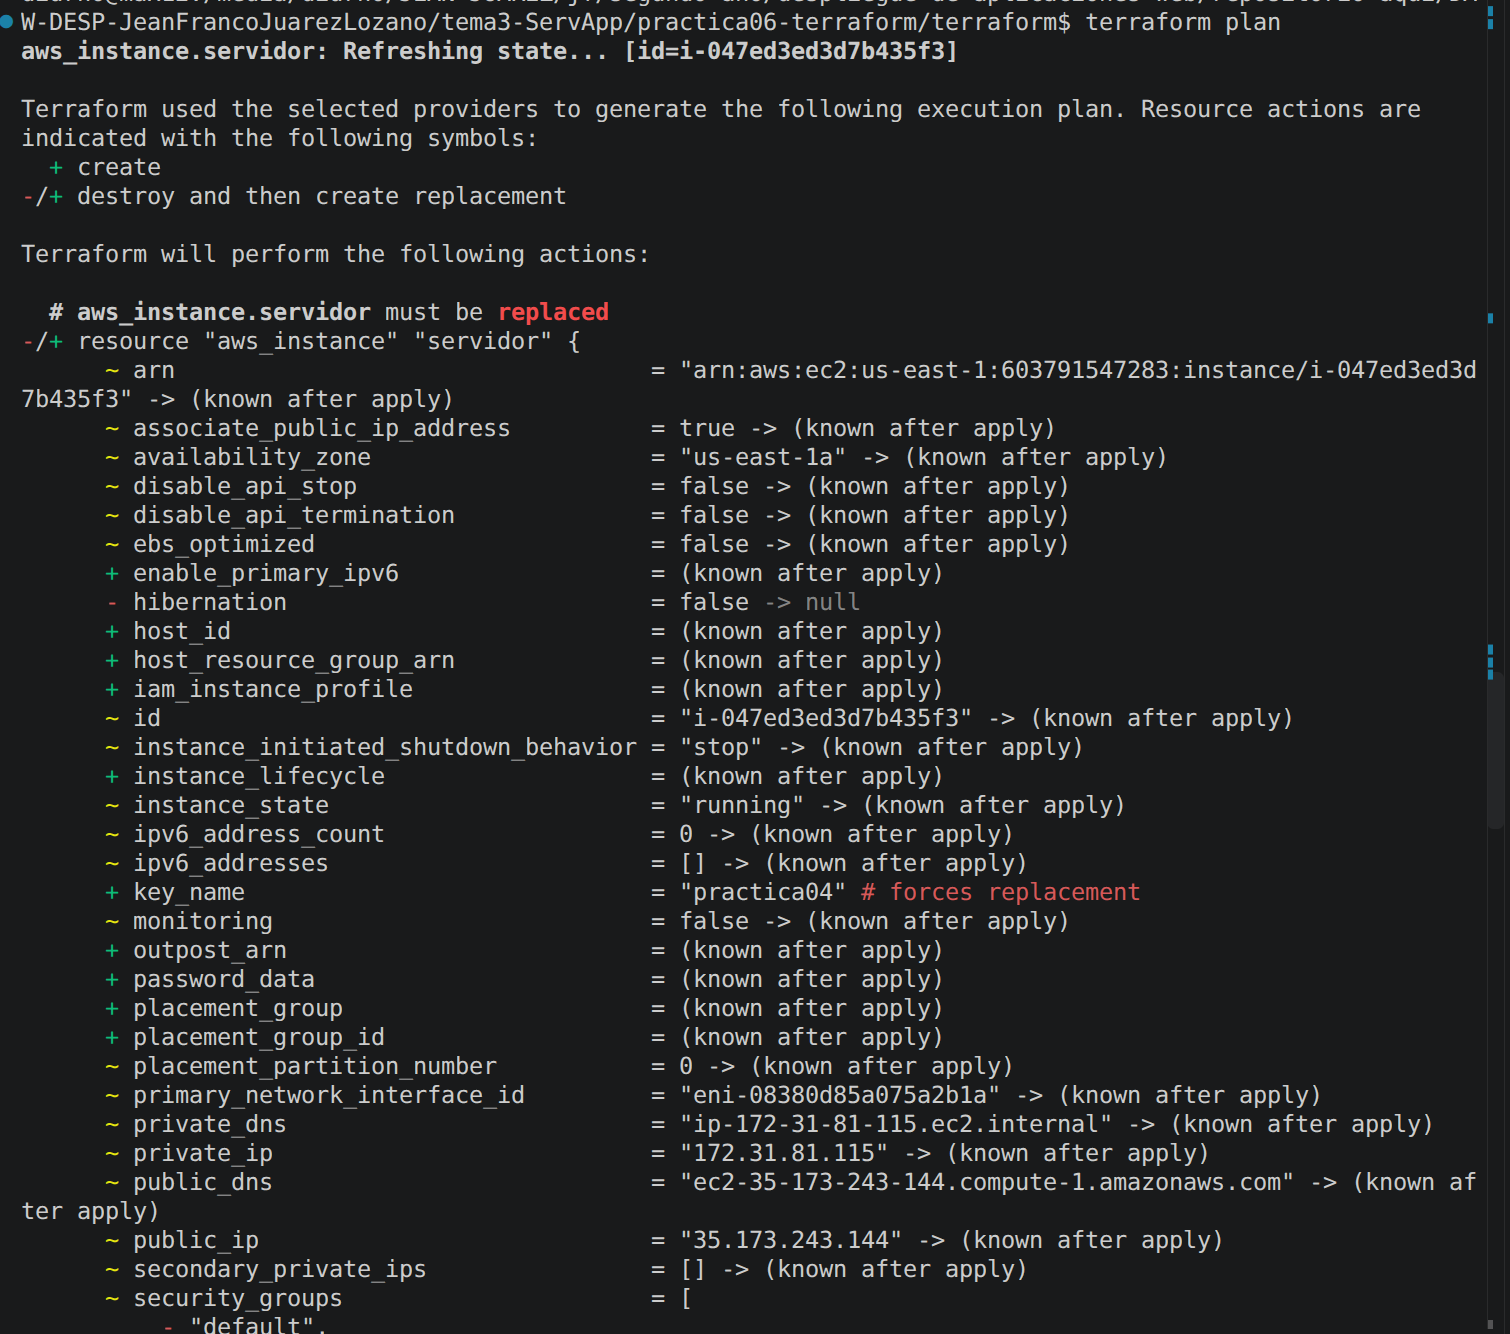 W-DESP-JeanFrancoJuarezLozano/tema3-ServApp/practica06-terraform/terraform$ terraform plan
aws_instance.servidor: Refreshing state... [id=i-047ed3ed3d7b435f3]
Terraform used the selected providers to generate the following execution plan. Resource actions are
indicated with the following symbols:
+ create
-/+ destroy and then create replacement
Terraform will perform the following actions:
# aws_instance.servidor must be replaced
-/+ resource "aws_instance" "servidor" {
~ arn = "arn:aws:ec2:us-east-1:603791547283:instance/i-047ed3ed3d
7b435f3" -> (known after apply)
~ associate_public_ip_address = true -> (known after apply)
~ availability_zone = "us-east-1a" -> (known after apply)
~ disable_api_stop = false -> (known after apply)
~ disable_api_termination = false -> (known after apply)
~ ebs_optimized = false -> (known after apply)
+ enable_primary_ipv6 = (known after apply)
- hibernation = false -> null
+ host_id = (known after apply)
+ host_resource_group_arn = (known after apply)
+ iam_instance_profile = (known after apply)
~ id = "i-047ed3ed3d7b435f3" -> (known after apply)
~ instance_initiated_shutdown_behavior = "stop" -> (known after apply)
+ instance_lifecycle = (known after apply)
~ instance_state = "running" -> (known after apply)
~ ipv6_address_count = 0 -> (known after apply)
~ ipv6_addresses = [] -> (known after apply)
+ key_name = "practica04" # forces replacement
~ monitoring = false -> (known after apply)
+ outpost_arn = (known after apply)
+ password_data = (known after apply)
+ placement_group = (known after apply)
+ placement_group_id = (known after apply)
~ placement_partition_number = 0 -> (known after apply)
~ primary_network_interface_id = "eni-08380d85a075a2b1a" -> (known after apply)
~ private_dns = "ip-172-31-81-115.ec2.internal" -> (known after apply)
~ private_ip = "172.31.81.115" -> (known after apply)
~ public_dns = "ec2-35-173-243-144.compute-1.amazonaws.com" -> (known af
ter apply)
~ public_ip = "35.173.243.144" -> (known after apply)
~ secondary_private_ips = [] -> (known after apply)
~ security_groups = [
- "default",